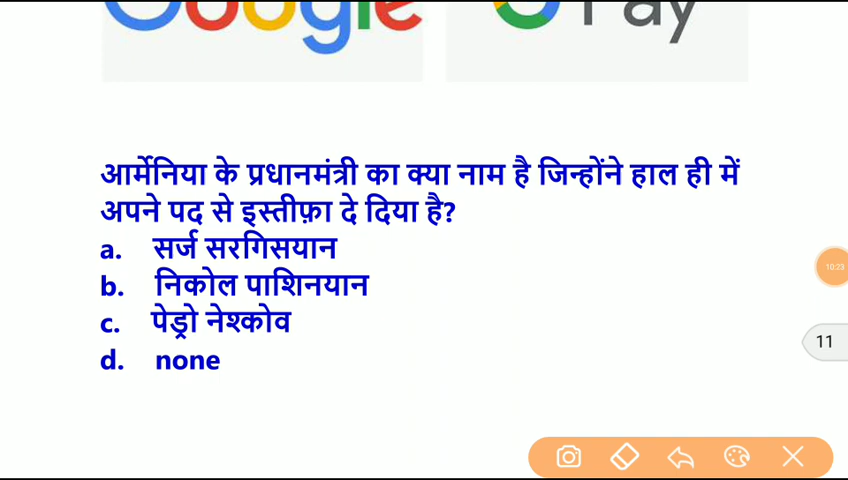 Google
Pay
आर्मेनिया के प्रधानमंत्री का क्या नाम है जिन्होंने हाल ही में
अपने पद से इस्तीफ़ा दे दिया है?
a. सर्ज सरगिसयान
b. निकोल पाशिनयान
c. पेड्रो नेश्कोव
d. none
10:23
11